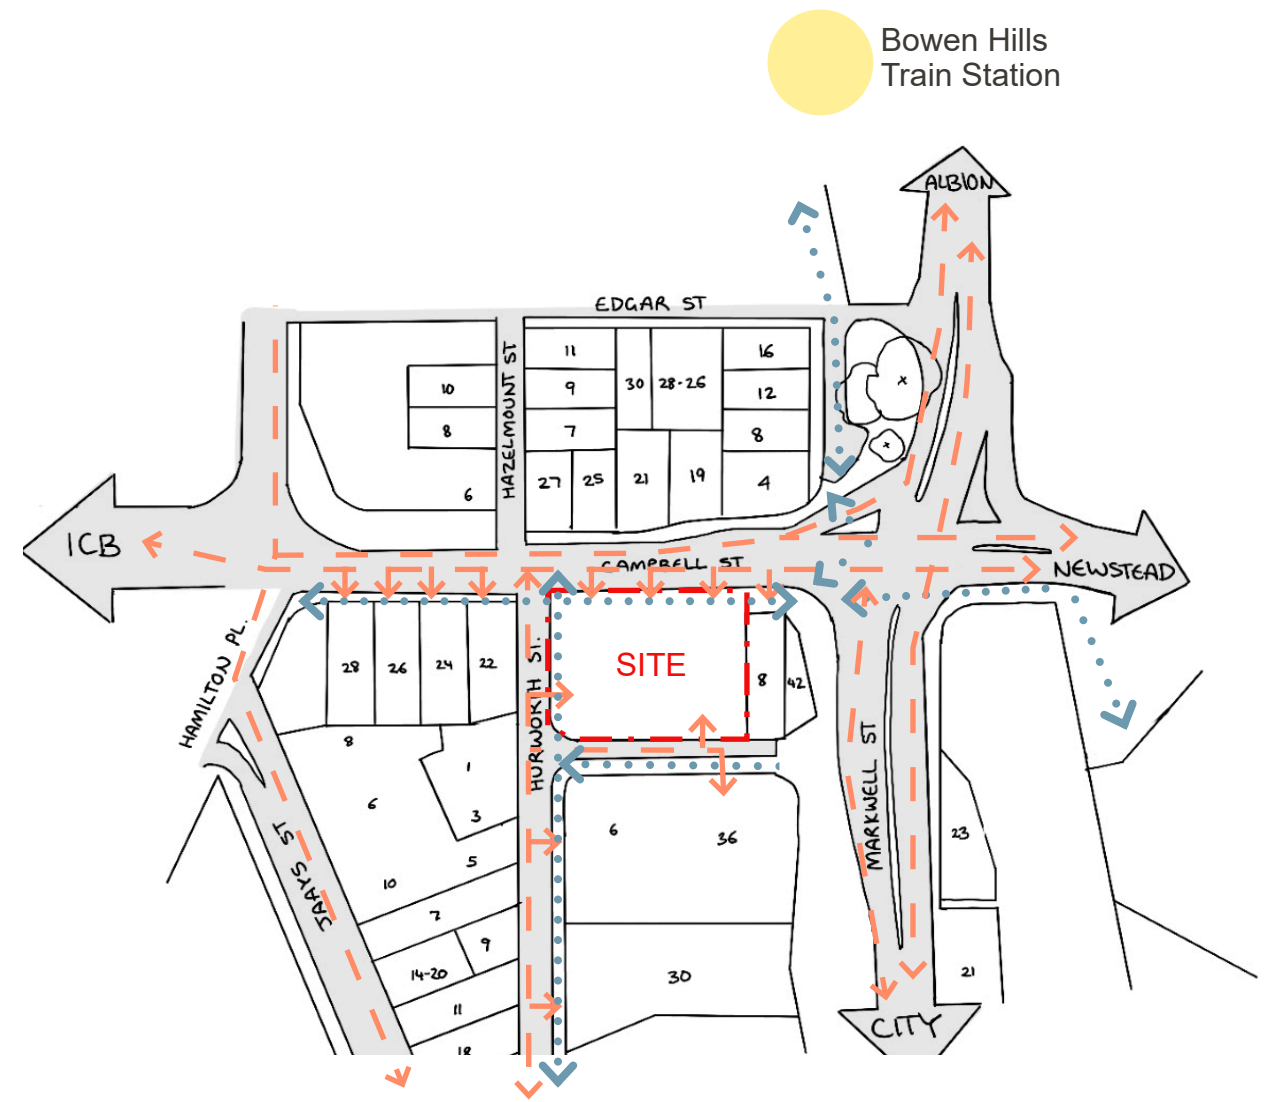 Bowen Hills
Train Station
ALBION
EDGAR ST
HAZELMOUNT ST
11
16
10
9
30
28-26
12
8
7
8
6
27
25
21
19
4
ICB
CAMPBELL ST
NEWSTEAD
HAMILTON PL.
28
26
24
22
HURWORTH ST.
SITE
8
42
8
1
6
3
MARKWELL ST
6
36
23
JAAYS ST
5
10
7
9
14-20
30
21
11
18
CITY